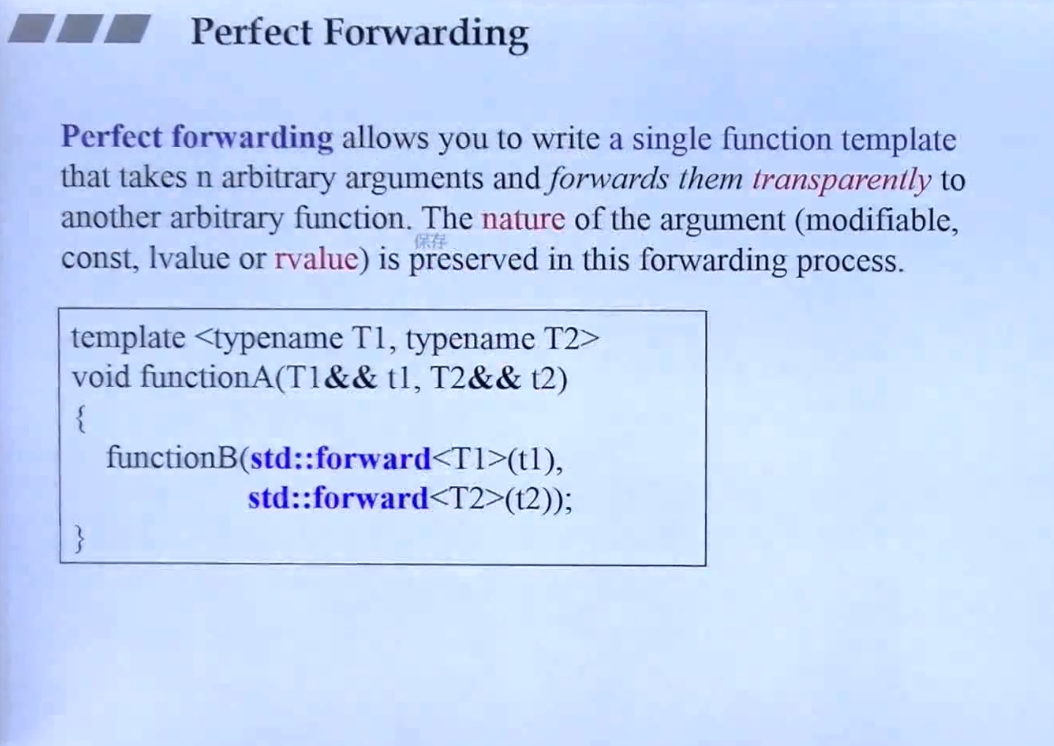 Perfect Forwarding
Perfect forwarding allows you to write a single function template
that takes n arbitrary arguments and forwards them transparently to
another arbitrary function. The nature of the argument (modifiable,
保存
const, lvalue or rvalue) is preserved in this forwarding process.
template <typename T1, typename T2>
void functionA(T1&& t1, T2&& t2)
{
functionB(std::forward<T1>(t1),
std::forward<T2>(t2));
}